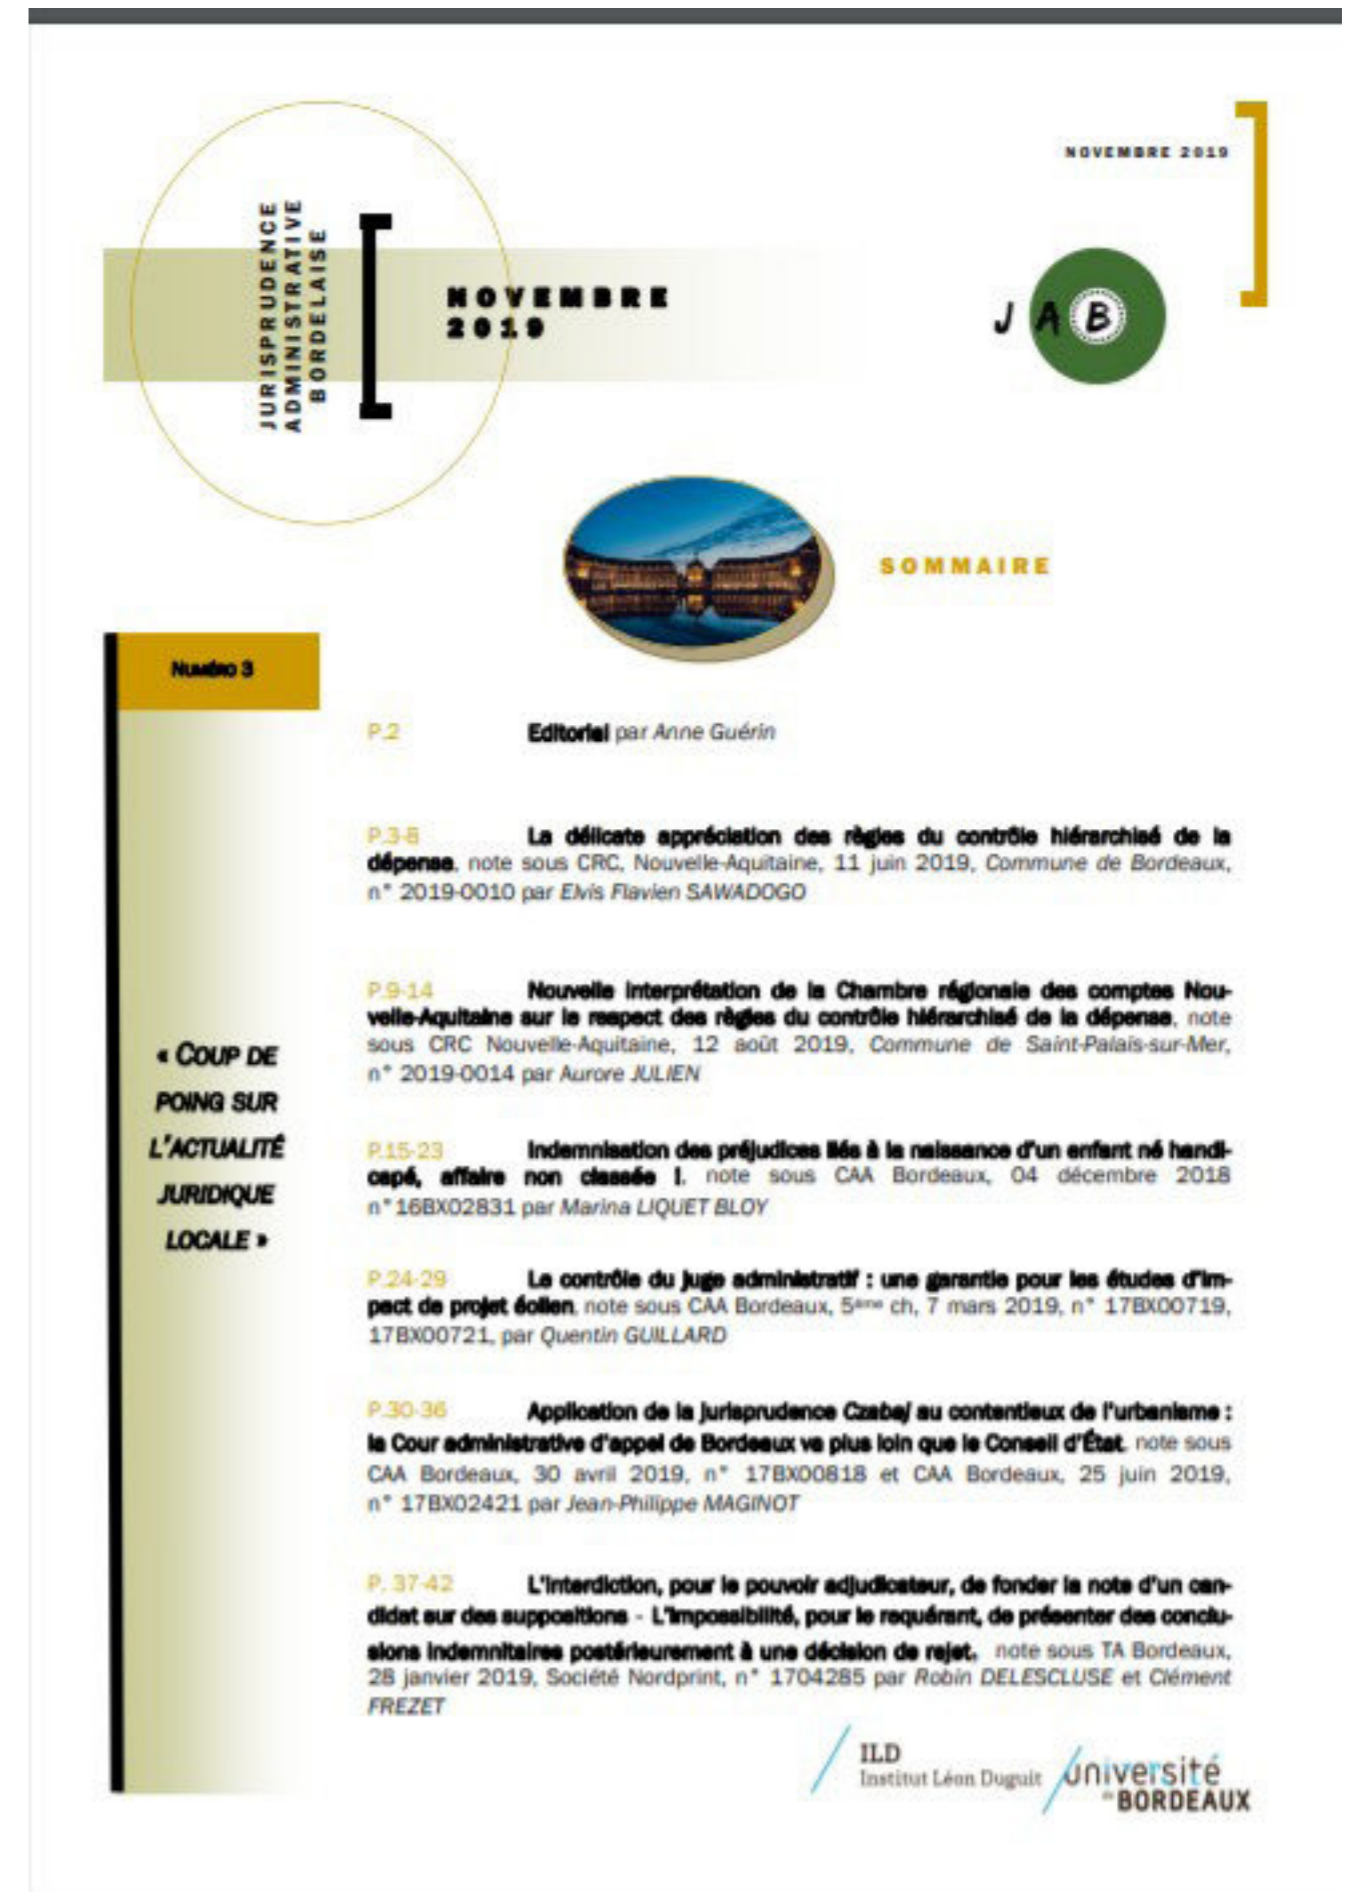 NOVEMBRE 2019
JURISPRUDENCE
ADMINISTRATIVE
BORDELAISE
NOVEMBRE
2019
J A B
SOMMAIRE
Numéro 3
« COUP DE
POING SUR
L'ACTUALITÉ
JURIDIQUE
LOCALE »
P.2 Editorial par Anne Guérin
P.3-8 La délicate appréciation des règles du contrôle hiérarchisé de la
dépense, note sous CRC, Nouvelle-Aquitaine, 11 juin 2019, Commune de Bordeaux,
n° 2019-0010 par Elvis Flavien SAWADOGO
P.9-14 Nouvelle interprétation de la Chambre régionale des comptes Nou-
velle-Aquitaine sur le respect des règles du contrôle hiérarchisé de la dépense, note
sous CRC Nouvelle-Aquitaine, 12 août 2019, Commune de Saint-Palais-sur-Mer,
n° 2019-0014 par Aurore JULIEN
P.15-23 Indemnisation des préjudices liés à la naissance d'un enfant né handi-
capé, affaire non classée !, note sous CAA Bordeaux, 04 décembre 2018
n°16BX02831 par Marina LIQUET BLOY
P.24-29 Le contrôle du juge administratif : une garantie pour les études d'im-
pact de projet éolien, note sous CAA Bordeaux, 5ème ch, 7 mars 2019, n° 17BX00719,
17BX00721, par Quentin GUILLARD
P.30-36 Application de la jurisprudence Czabaj au contentieux de l'urbanisme :
la Cour administrative d'appel de Bordeaux va plus loin que le Conseil d'État, note sous
CAA Bordeaux, 30 avril 2019, n° 17BX00818 et CAA Bordeaux, 25 juin 2019,
n° 17BX02421 par Jean-Philippe MAGINOT
P. 37-42 L'interdiction, pour le pouvoir adjudicateur, de fonder la note d'un can-
didat sur des suppositions - L'impossibilité, pour le requérant, de présenter des conclu-
sions indemnitaires postérieurement à une décision de rejet, note sous TA Bordeaux,
28 janvier 2019, Société Nordprint, n° 1704285 par Robin DELESCLUSE et Clément
FREZET
ILD
Institut Léon Duguit
université
de BORDEAUX